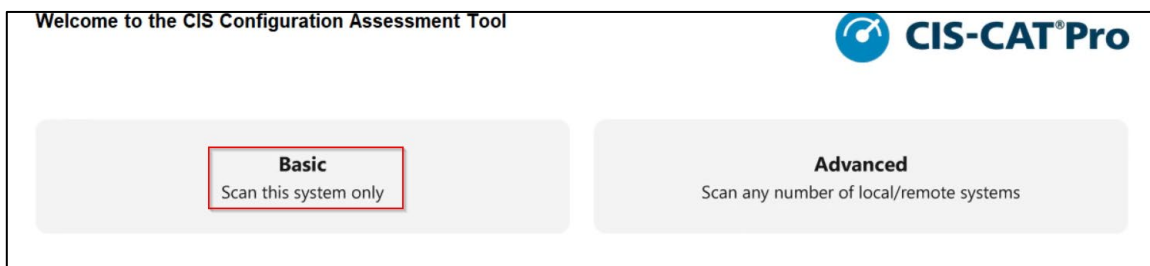 Welcome to the CIS Configuration Assessment Tool
CIS-CAT®Pro
Basic
Scan this system only
Advanced
Scan any number of local/remote systems